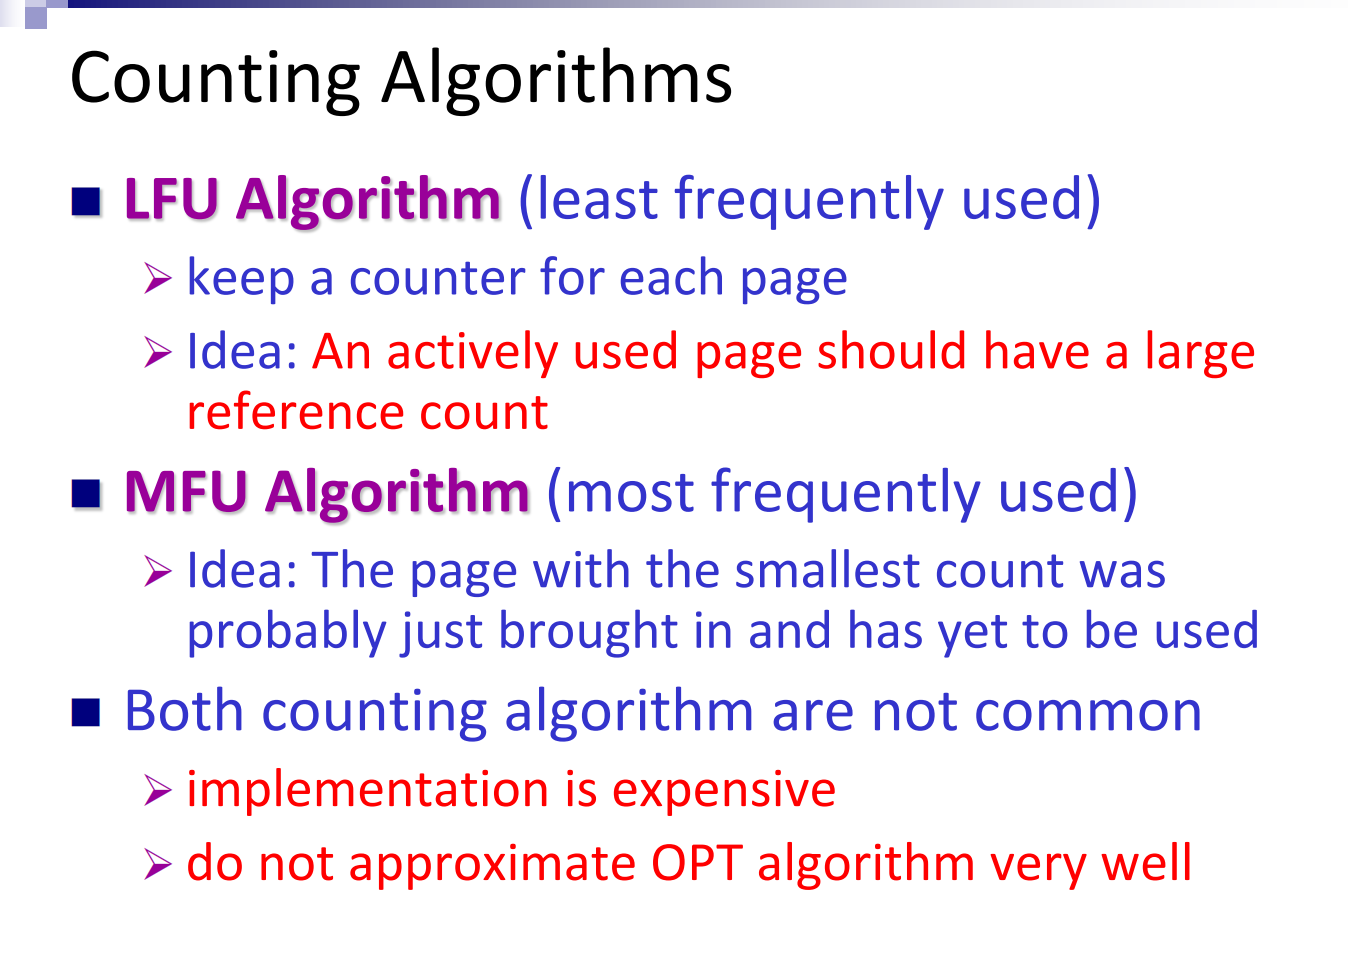 Counting Algorithms
LFU Algorithm (least frequently used)
keep a counter for each page
Idea: An actively used page should have a large
reference count
MFU Algorithm (most frequently used)
Idea: The page with the smallest count was
probably just brought in and has yet to be used
Both counting algorithm are not common
implementation is expensive
do not approximate OPT algorithm very well